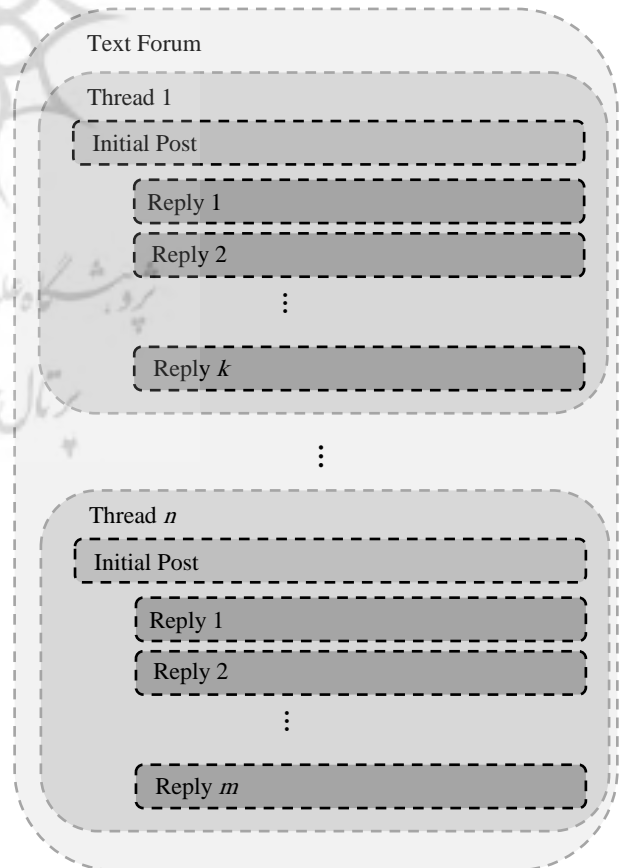 Text Forum
Thread 1
Initial Post
Reply 1
Reply 2
⋮
Reply k
⋮
Thread n
Initial Post
Reply 1
Reply 2
⋮
Reply m